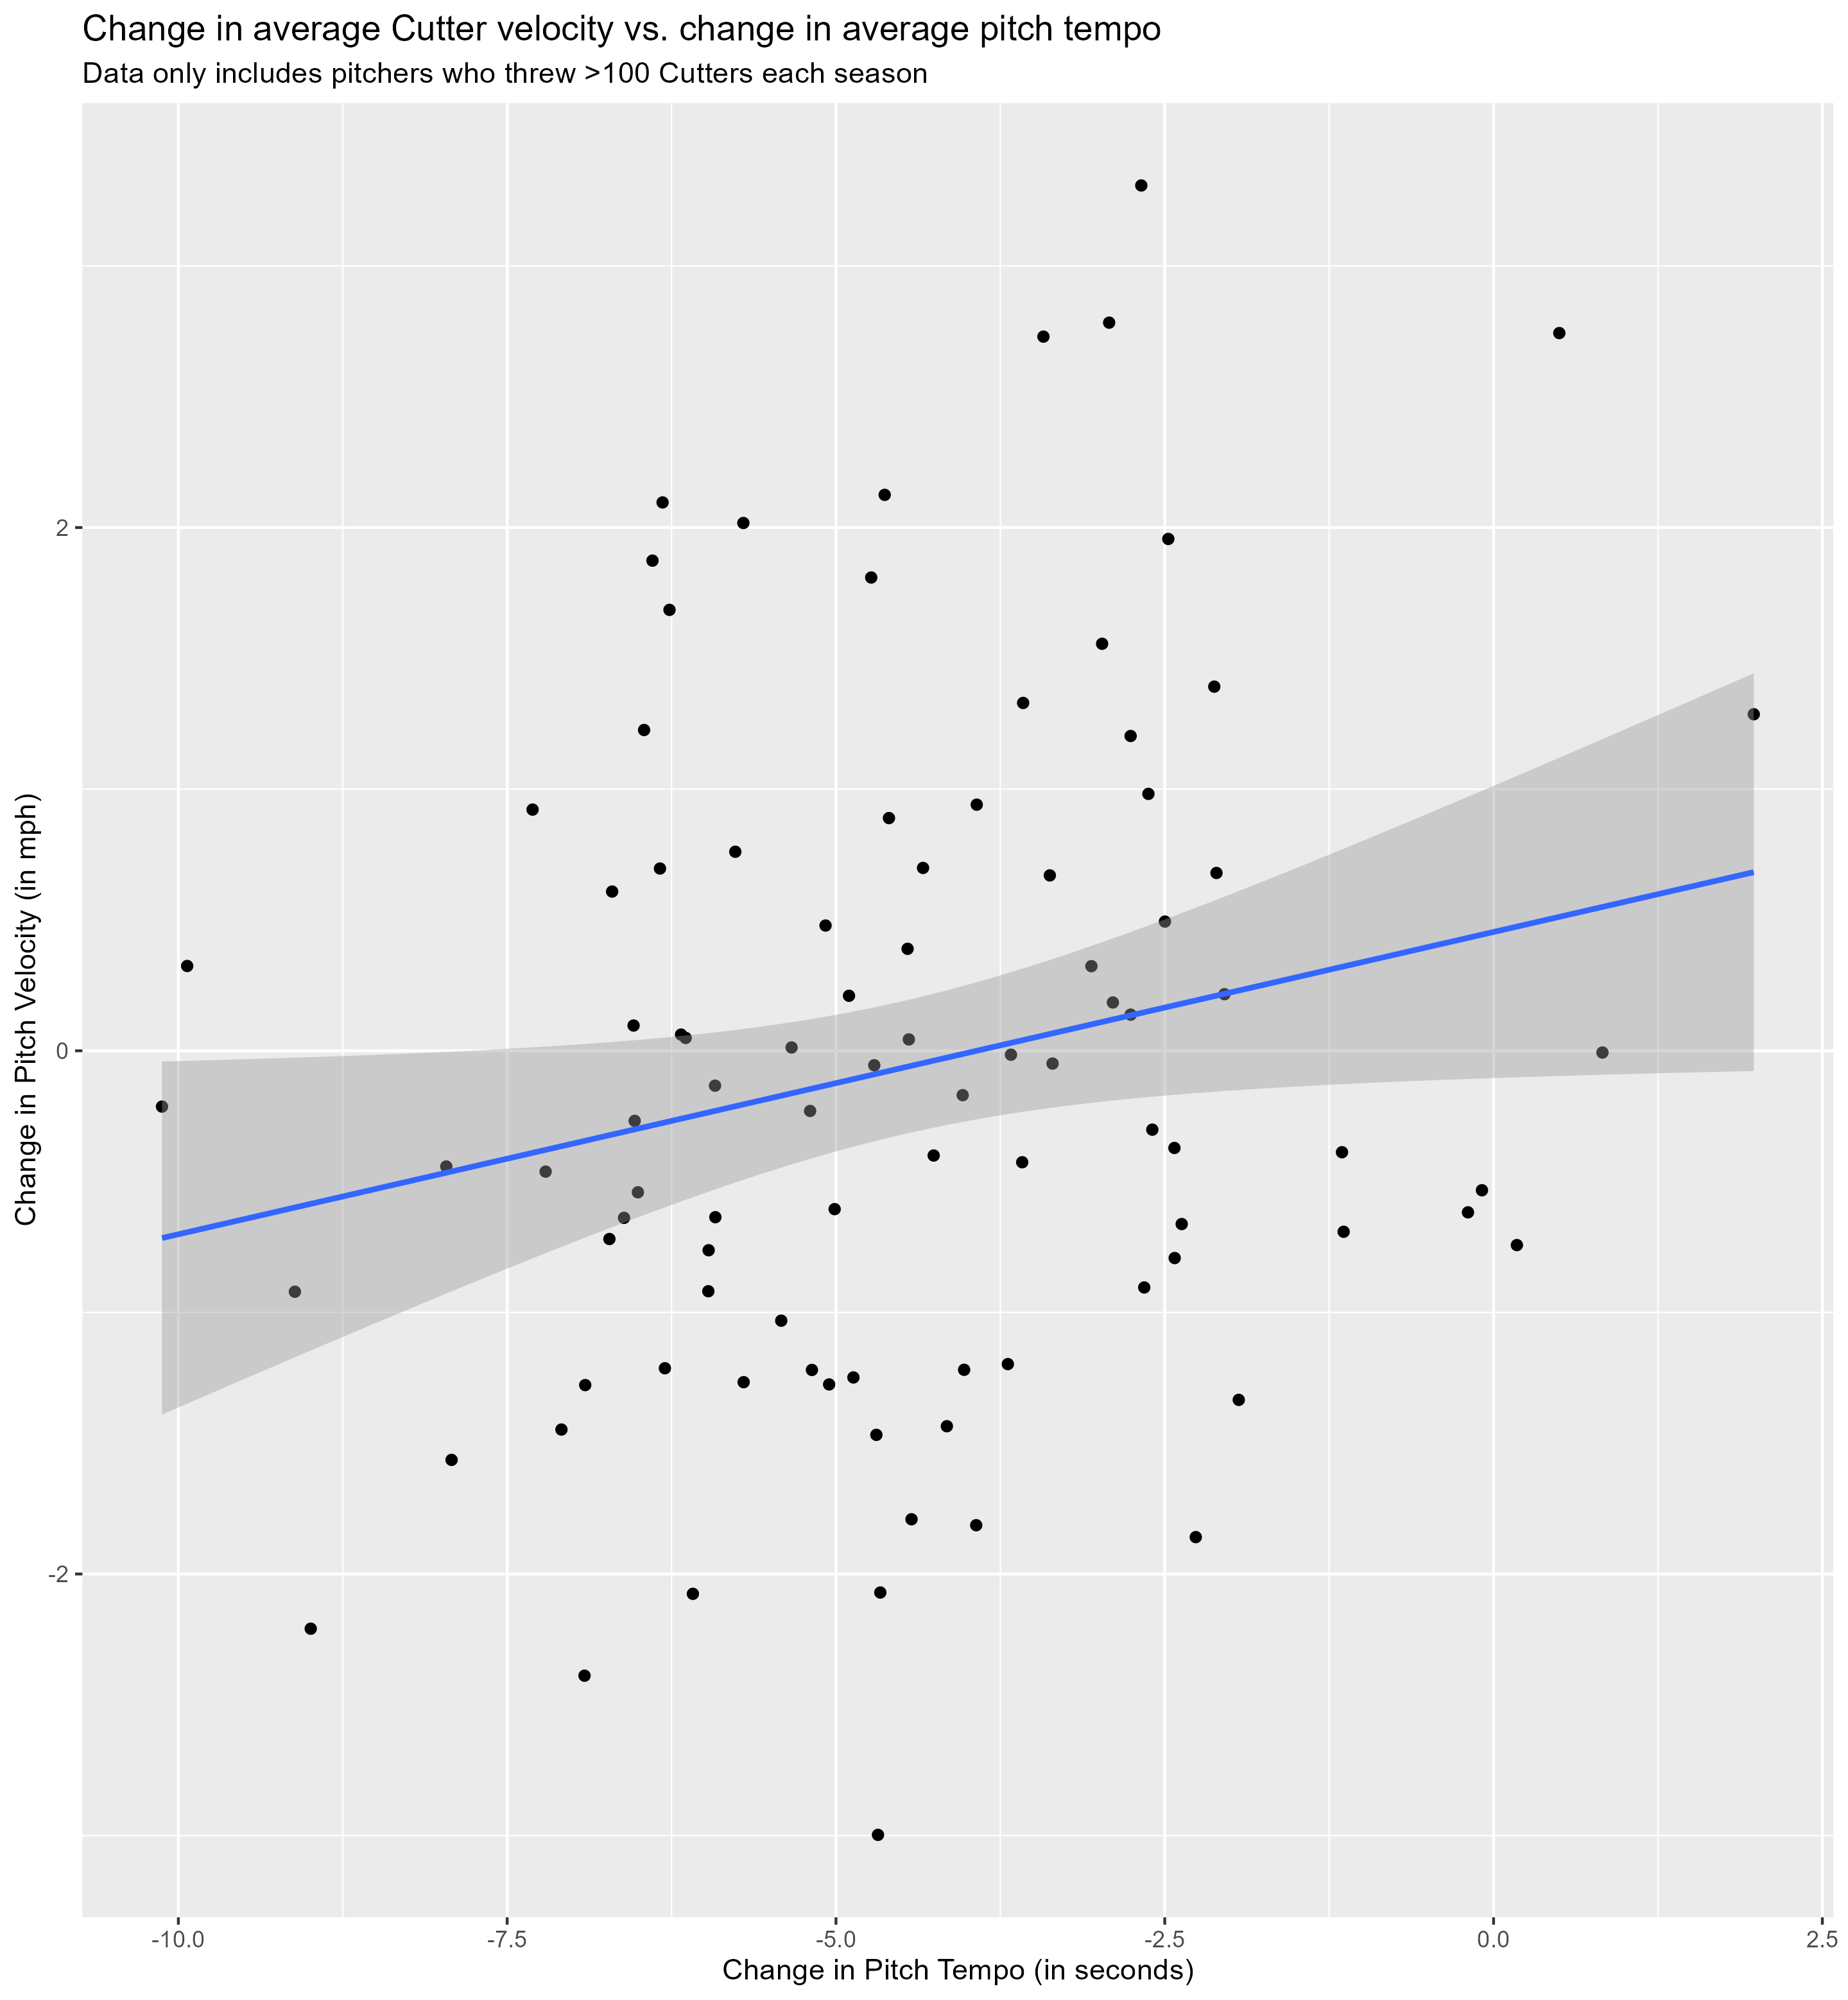 Change in average Cutter velocity vs. change in average pitch tempo
Data only includes pitchers who threw >100 Cutters each season
Change in Pitch Velocity (in mph)
2
0
-2
-10.0
-7.5
-5.0
-2.5
0.0
2.5
Change in Pitch Tempo (in seconds)